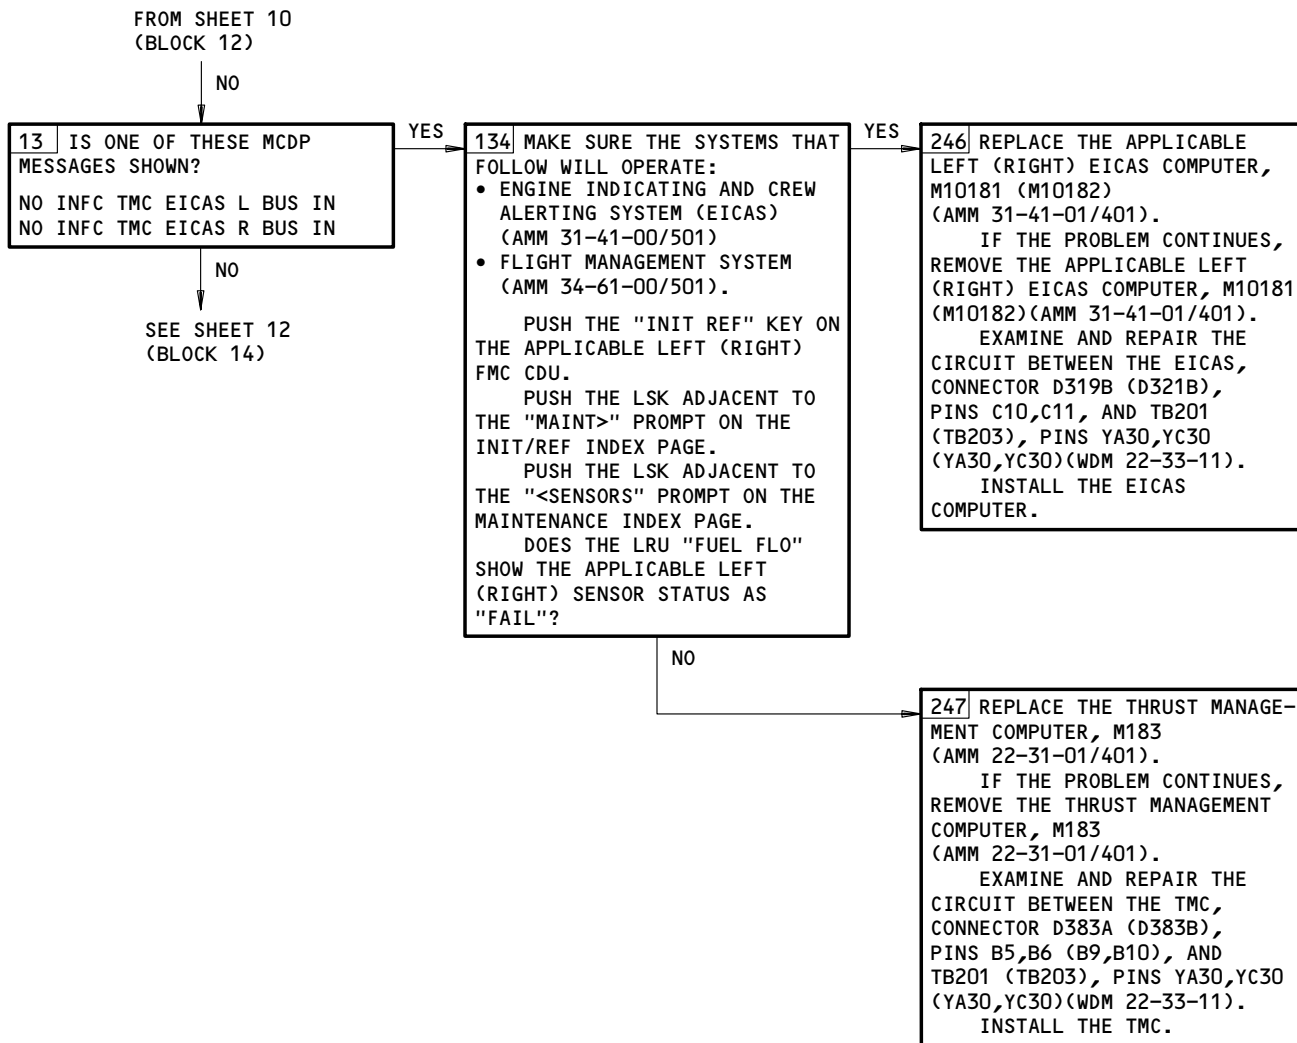 FROM SHEET 10
(BLOCK 12)
NO
13 IS ONE OF THESE MCDP
MESSAGES SHOWN?
NO INFC TMC EICAS L BUS IN
NO INFC TMC EICAS R BUS IN
YES
NO
SEE SHEET 12
(BLOCK 14)
134 MAKE SURE THE SYSTEMS THAT
FOLLOW WILL OPERATE:
• ENGINE INDICATING AND CREW
ALERTING SYSTEM (EICAS)
(AMM 31-41-00/501)
• FLIGHT MANAGEMENT SYSTEM
(AMM 34-61-00/501).
PUSH THE "INIT REF" KEY ON
THE APPLICABLE LEFT (RIGHT)
FMC CDU.
PUSH THE LSK ADJACENT TO
THE "MAINT>" PROMPT ON THE
INIT/REF INDEX PAGE.
PUSH THE LSK ADJACENT TO
THE "<SENSORS" PROMPT ON THE
MAINTENANCE INDEX PAGE.
DOES THE LRU "FUEL FLO"
SHOW THE APPLICABLE LEFT
(RIGHT) SENSOR STATUS AS
"FAIL"?
YES
NO
246 REPLACE THE APPLICABLE
LEFT (RIGHT) EICAS COMPUTER,
M10181 (M10182)
(AMM 31-41-01/401).
IF THE PROBLEM CONTINUES,
REMOVE THE APPLICABLE LEFT
(RIGHT) EICAS COMPUTER, M10181
(M10182)(AMM 31-41-01/401).
EXAMINE AND REPAIR THE
CIRCUIT BETWEEN THE EICAS,
CONNECTOR D319B (D321B),
PINS C10,C11, AND TB201
(TB203), PINS YA30,YC30
(YA30,YC30)(WDM 22-33-11).
INSTALL THE EICAS
COMPUTER.
247 REPLACE THE THRUST MANAGE-
MENT COMPUTER, M183
(AMM 22-31-01/401).
IF THE PROBLEM CONTINUES,
REMOVE THE THRUST MANAGEMENT
COMPUTER, M183
(AMM 22-31-01/401).
EXAMINE AND REPAIR THE
CIRCUIT BETWEEN THE TMC,
CONNECTOR D383A (D383B),
PINS B5,B6 (B9,B10), AND
TB201 (TB203), PINS YA30,YC30
(YA30,YC30)(WDM 22-33-11).
INSTALL THE TMC.